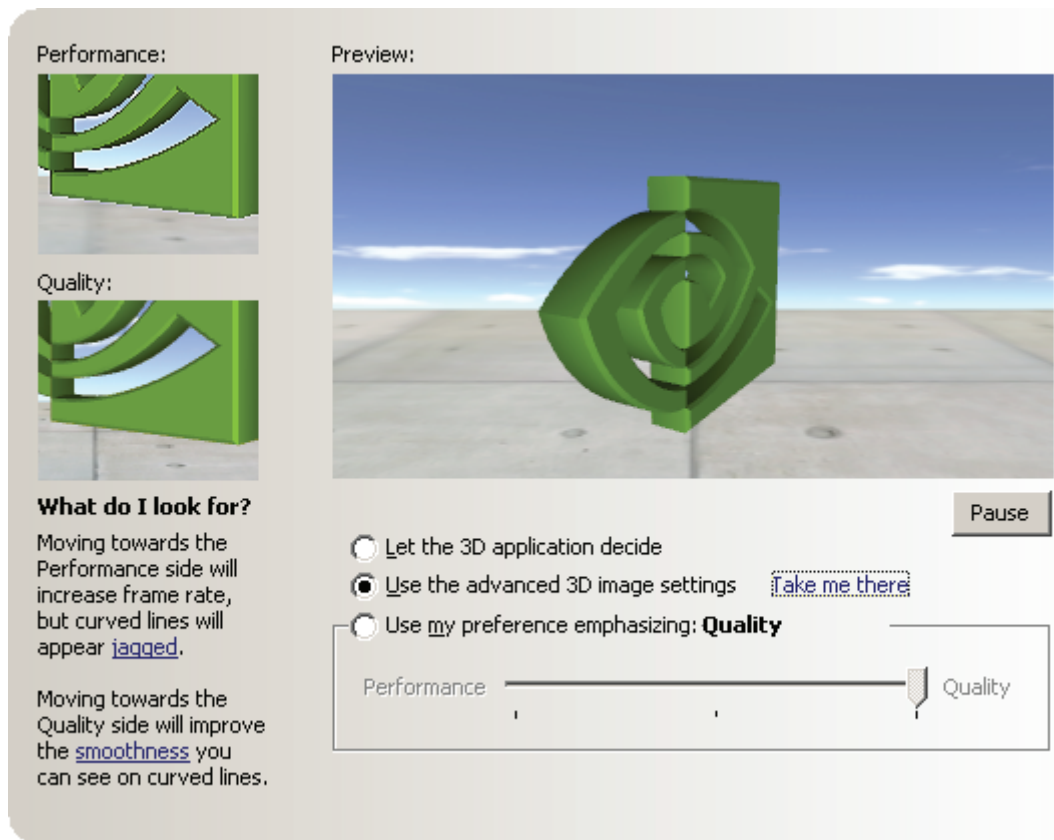 Performance:
Quality:
What do I look for?
Moving towards the
Performance side will
increase frame rate,
but curved lines will
appear jagged.
Moving towards the
Quality side will improve
the smoothness you
can see on curved lines.
Preview:
Pause
Let the 3D application decide
Use the advanced 3D image settings Take me there
Use my preference emphasizing: Quality
Performance Quality